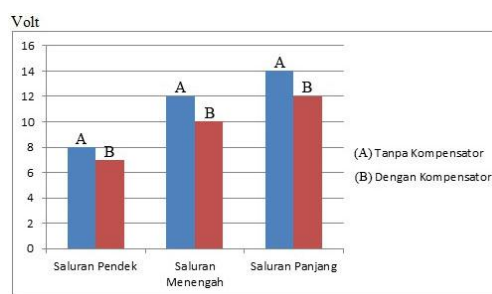 Volt
16
14
12
10
8
6
4
2
0
A
B
A
B
A
B
Saluran Pendek
Saluran
Menengah
Saluran Panjang
(A) Tanpa Kompensator
(B) Dengan Kompensator